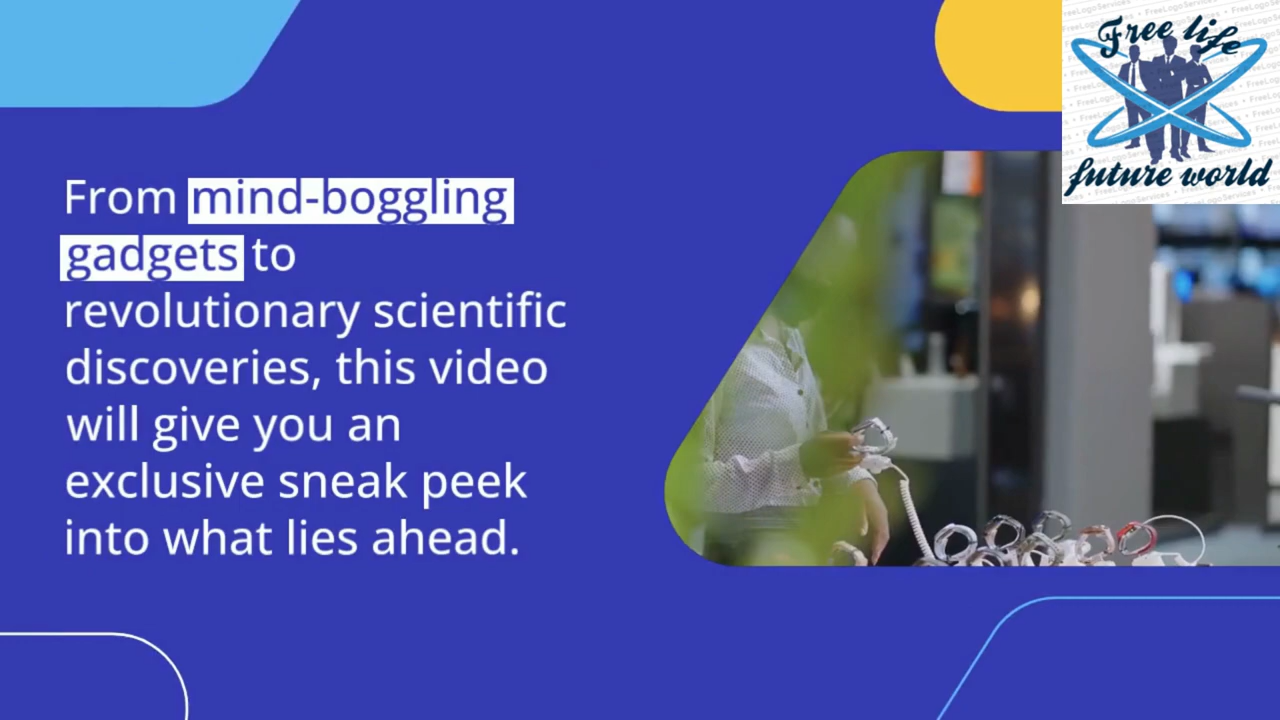 Free life
future world
From mind-boggling
gadgets to
revolutionary scientific
discoveries, this video
will give you an
exclusive sneak peek
into what lies ahead.